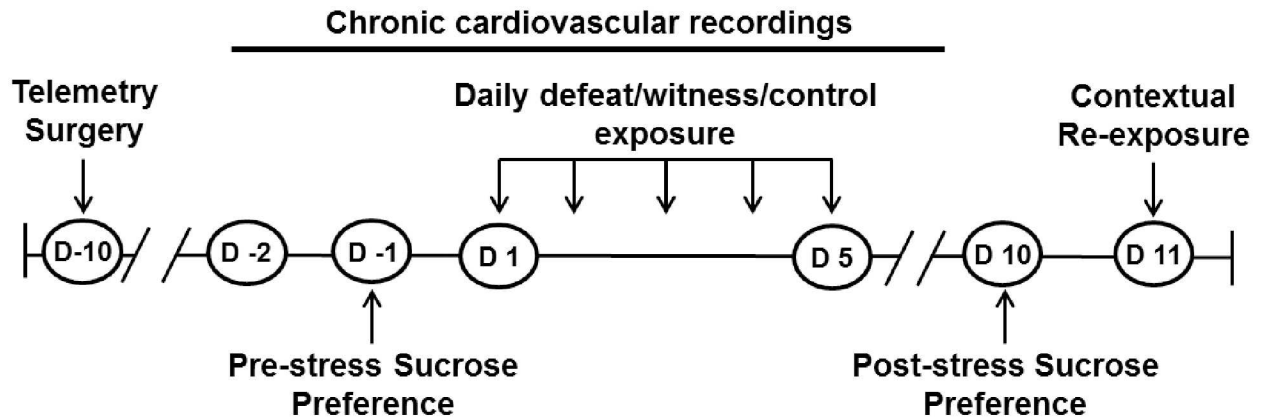 Chronic cardiovascular recordings
Telemetry
Surgery
Daily defeat/witness/control
exposure
Contextual
Re-exposure
D-10
D -2
D -1
D 1
D 5
D 10
D 11
Pre-stress Sucrose
Preference
Post-stress Sucrose
Preference